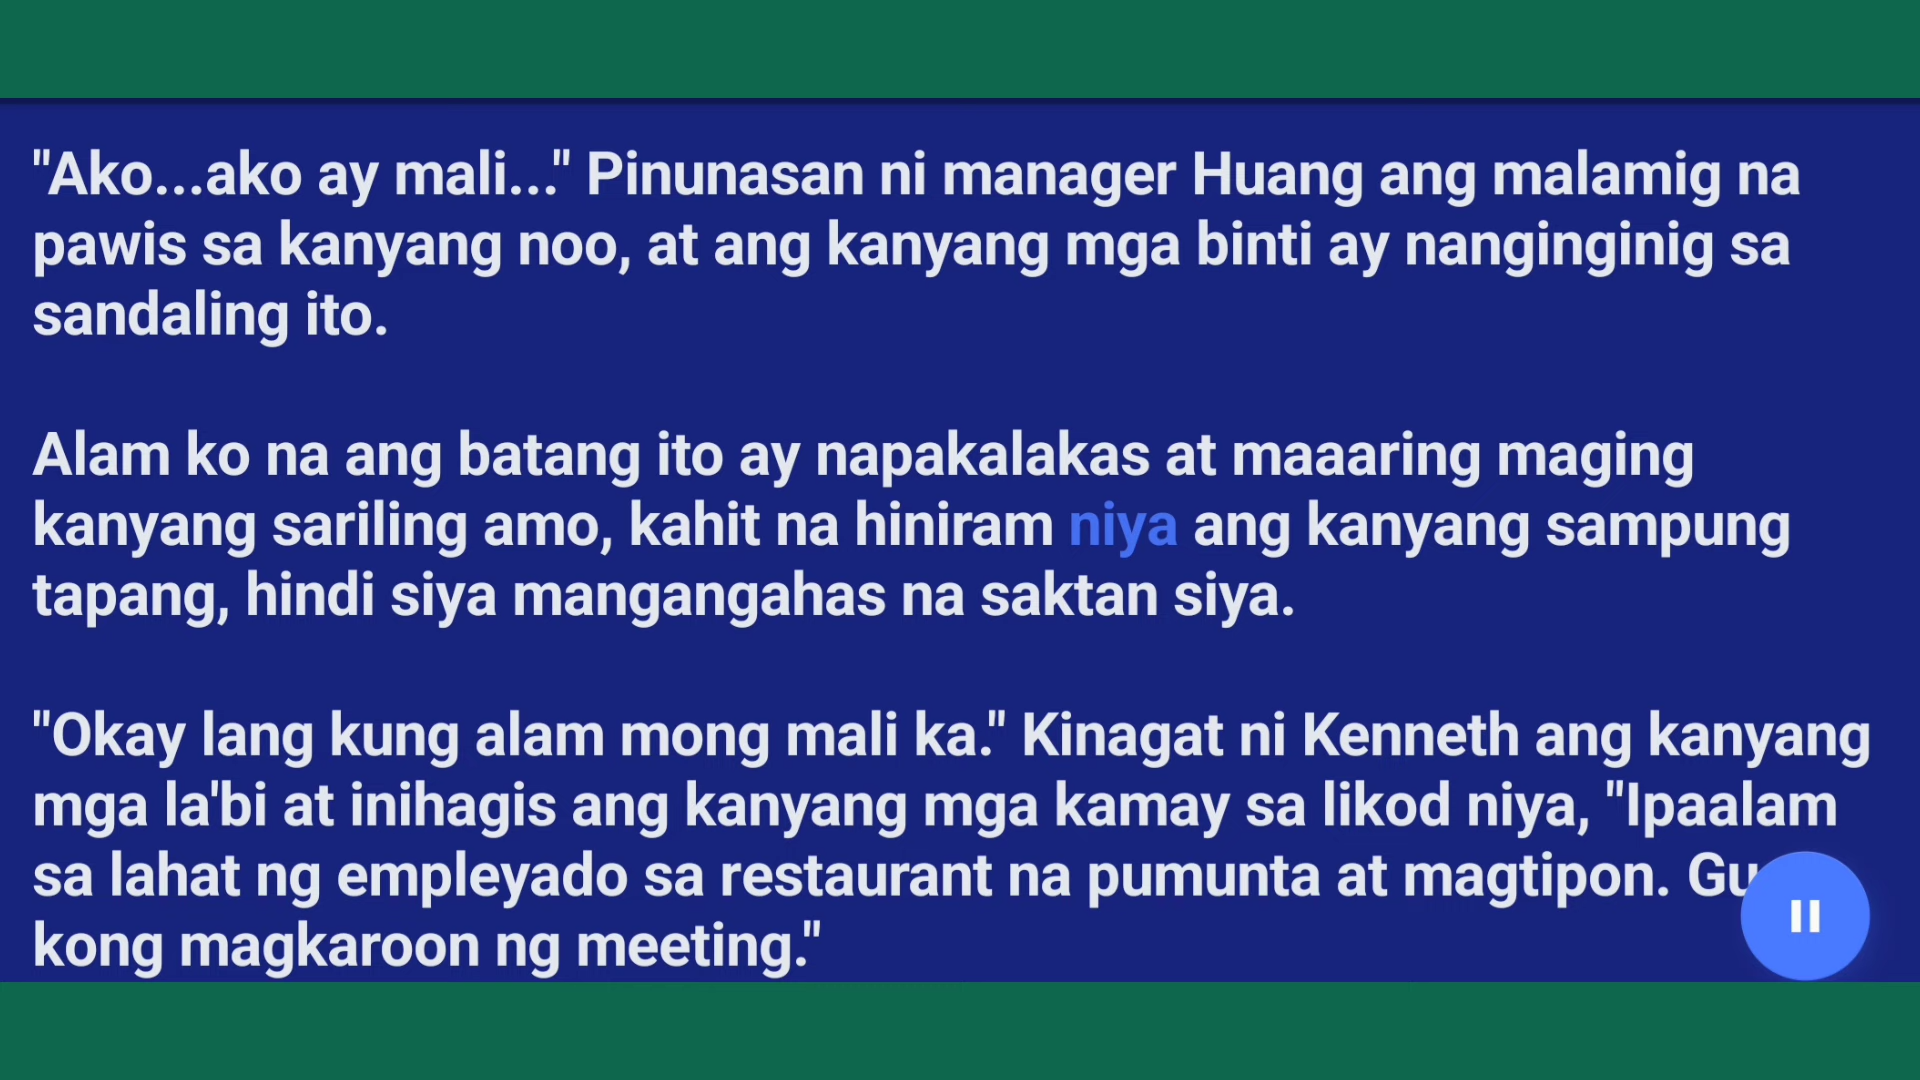 "Ako...ako ay mali..." Pinunasan ni manager Huang ang malamig na
pawis sa kanyang noo, at ang kanyang mga binti ay nanginginig sa
sandaling ito.
Alam ko na ang batang ito ay napakalakas at maaaring maging
kanyang sariling amo, kahit na hiniram niya ang kanyang sampung
tapang, hindi siya mangangahas na saktan siya.
"Okay lang kung alam mong mali ka." Kinagat ni Kenneth ang kanyang
mga la'bi at inihagis ang kanyang mga kamay sa likod niya, "Ipaalam
sa lahat ng empleyado sa restaurant na pumunta at magtipon.
kong magkaroon ng meeting."